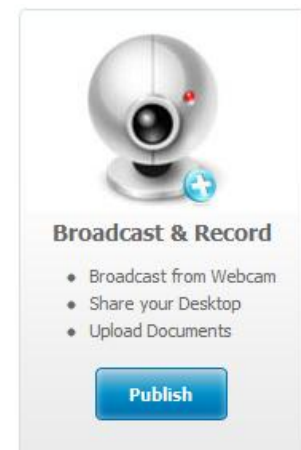 Broadcast & Record
Broadcast from Webcam
Share your Desktop
Upload Documents
Publish